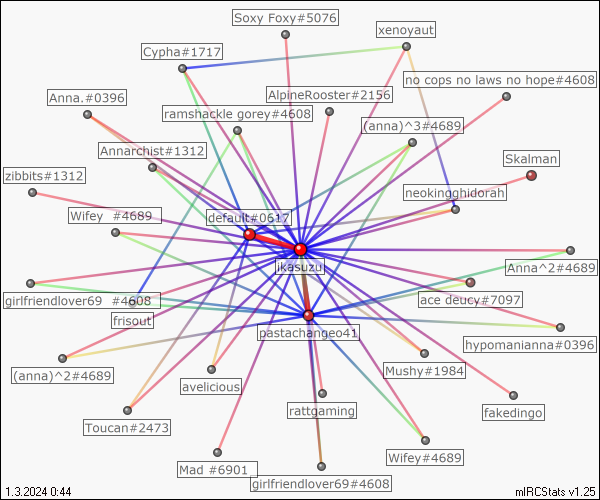 Soxy Foxy#5076
xenoyaut
Cypha#1717
no cops no laws no hope#4608
AlpineRooster#2156
Anna.#0396
ramshackle gorey#4608
(anna)^3#4689
Annarchist#1312
Skalman
zibbits#1312
neokingghidorah
Wifey_#4689
default#0617
ikasuzu
Anna^2#4689
girlfriendlover69_#4608
ace deucy#7097
frisout
pastachangeo41
hypomanianna#0396
(anna)^2#4689
Mushy#1984
avelicious
rattgaming
fakedingo
Toucan#2473
Wifey#4689
Mad_#6901
girlfriendlover69#4608
1.3.2024 0:44
mIRCStats v1.25